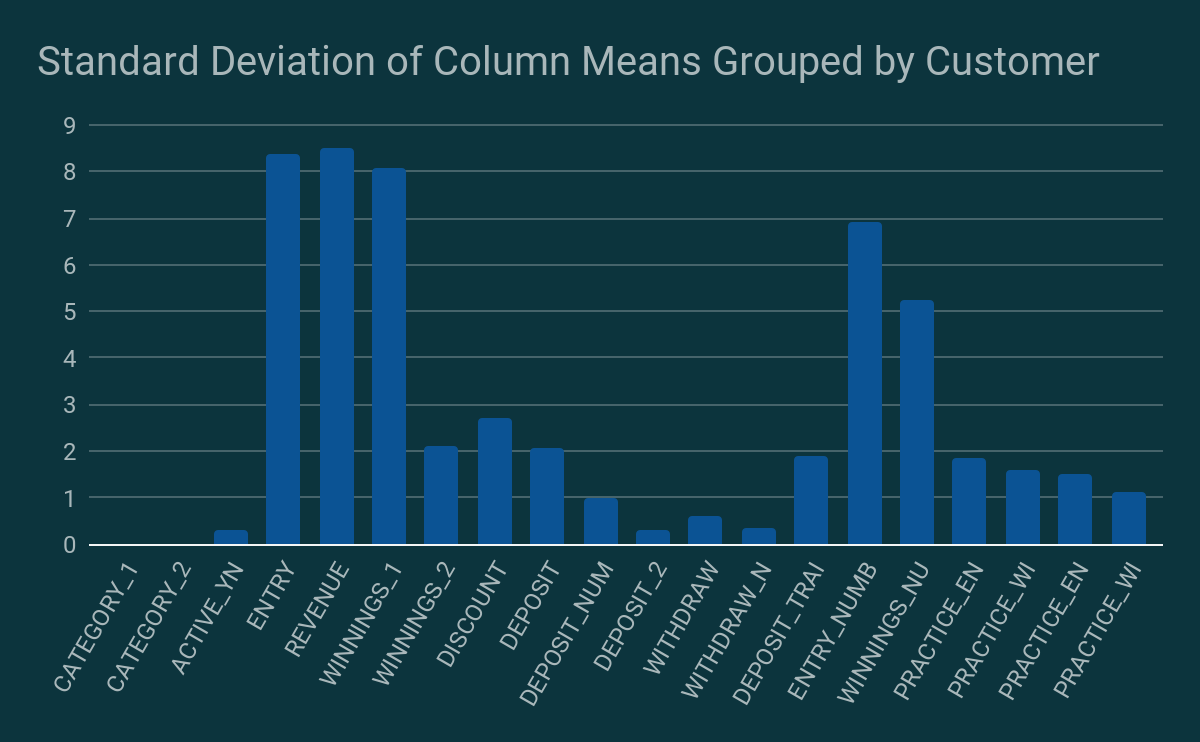 Standard Deviation of Column Means Grouped by Customer
9
8
7
6
5
4
3
2
1
0
CATEGORY_1
CATEGORY_2
ACTIVE_YN
ENTRY
REVENUE
WINNINGS_1
WINNINGS_2
DISCOUNT
DEPOSIT
DEPOSIT_NUM
DEPOSIT_2
WITHDRAW
WITHDRAW_N
DEPOSIT_TRAI
ENTRY_NUMB
WINNINGS_NU
PRACTICE_EN
PRACTICE_WI
PRACTICE_EN
PRACTICE_WI